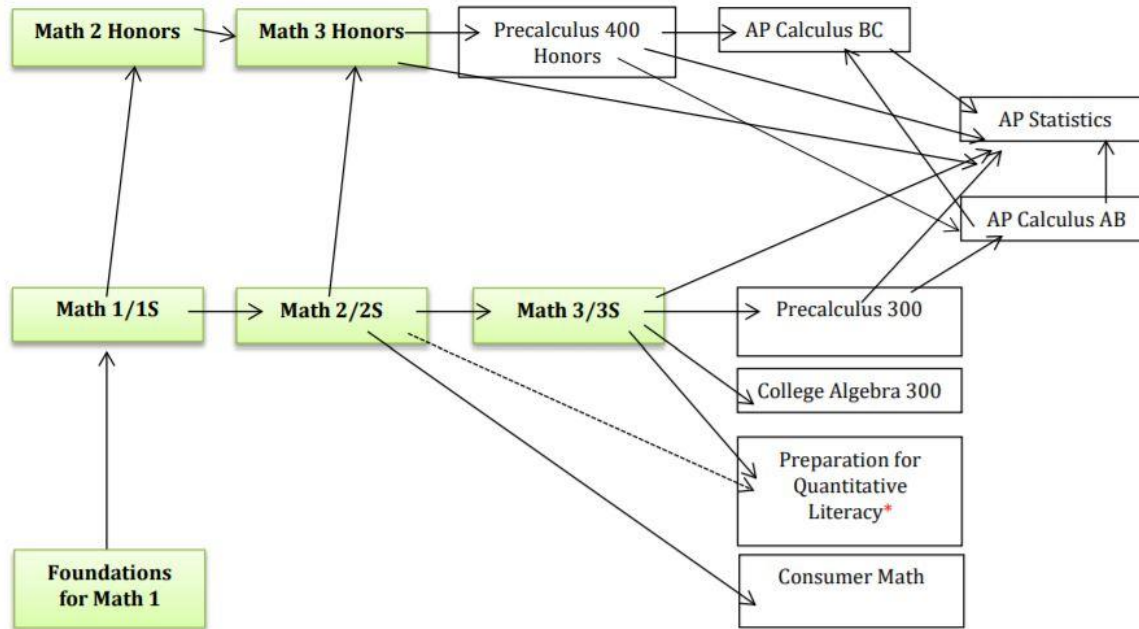 Math 2 Honors
Math 3 Honors
Precalculus 400
Honors
AP Calculus BC
AP Statistics
AP Calculus AB
Math 1/1S
Math 2/2S
Math 3/3S
Precalculus 300
College Algebra 300
Preparation for
Quantitative
Literacy*
Foundations
for Math 1
Consumer Math